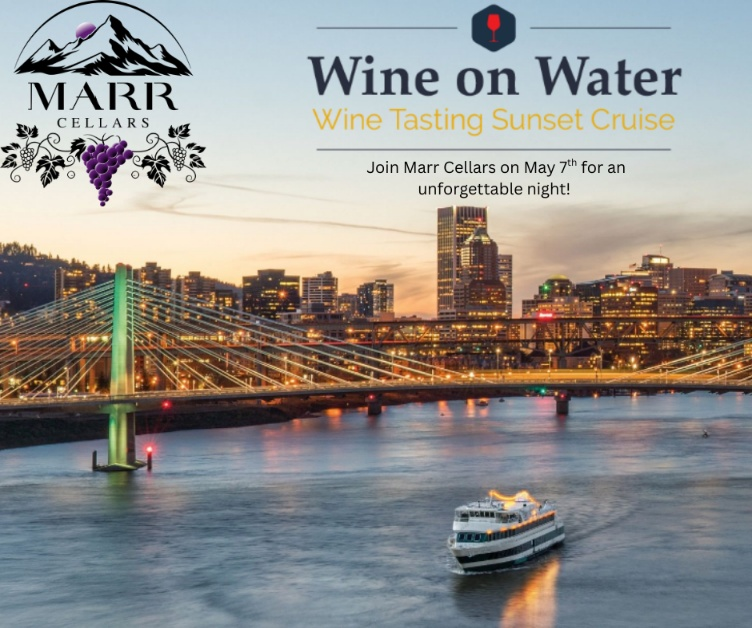 MARR
CELLARS
Wine on Water
Wine Tasting Sunset Cruise
Join Marr Cellars on May 7th for an
unforgettable night!